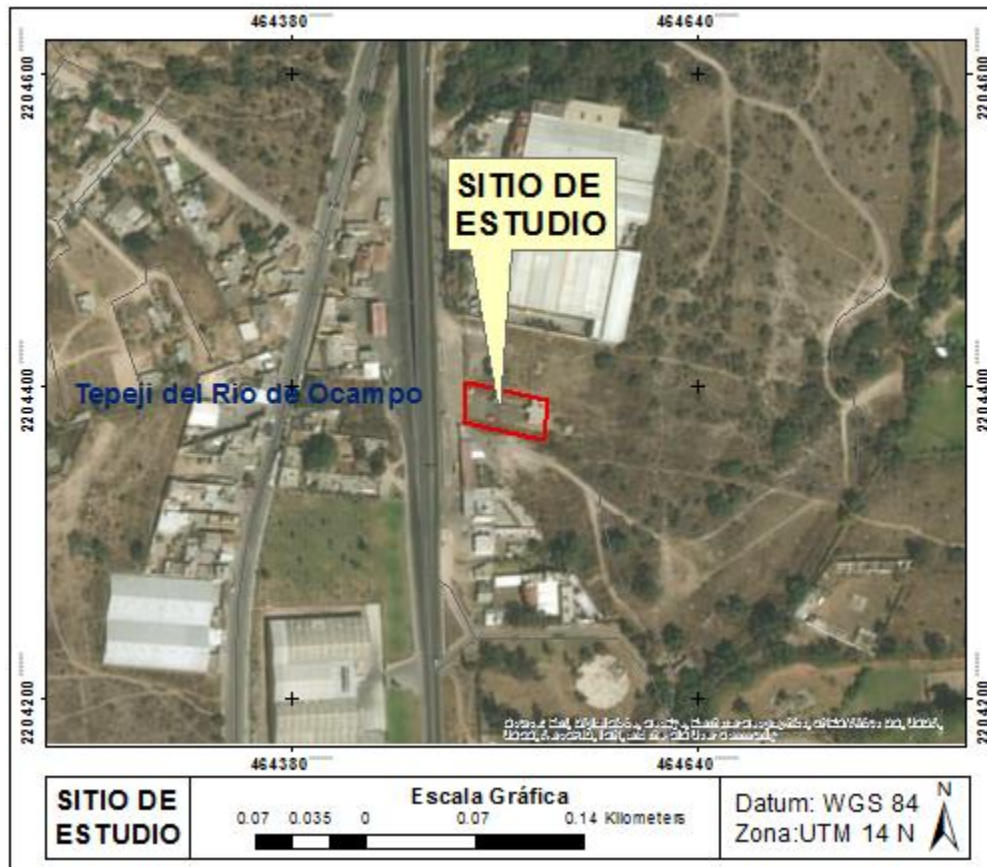 464380 464640
2204600 2204600
SITIO DE
ESTUDIO
Tepeji del Rio de Ocampo
2204400 2204400
2204200 2204200
464380 464640
SITIO DE
ESTUDIO
Escala Gráfica
0.07 0.035 0 0.07 0.14 Kilometers
Datum: WGS 84
Zona:UTM 14 N
N